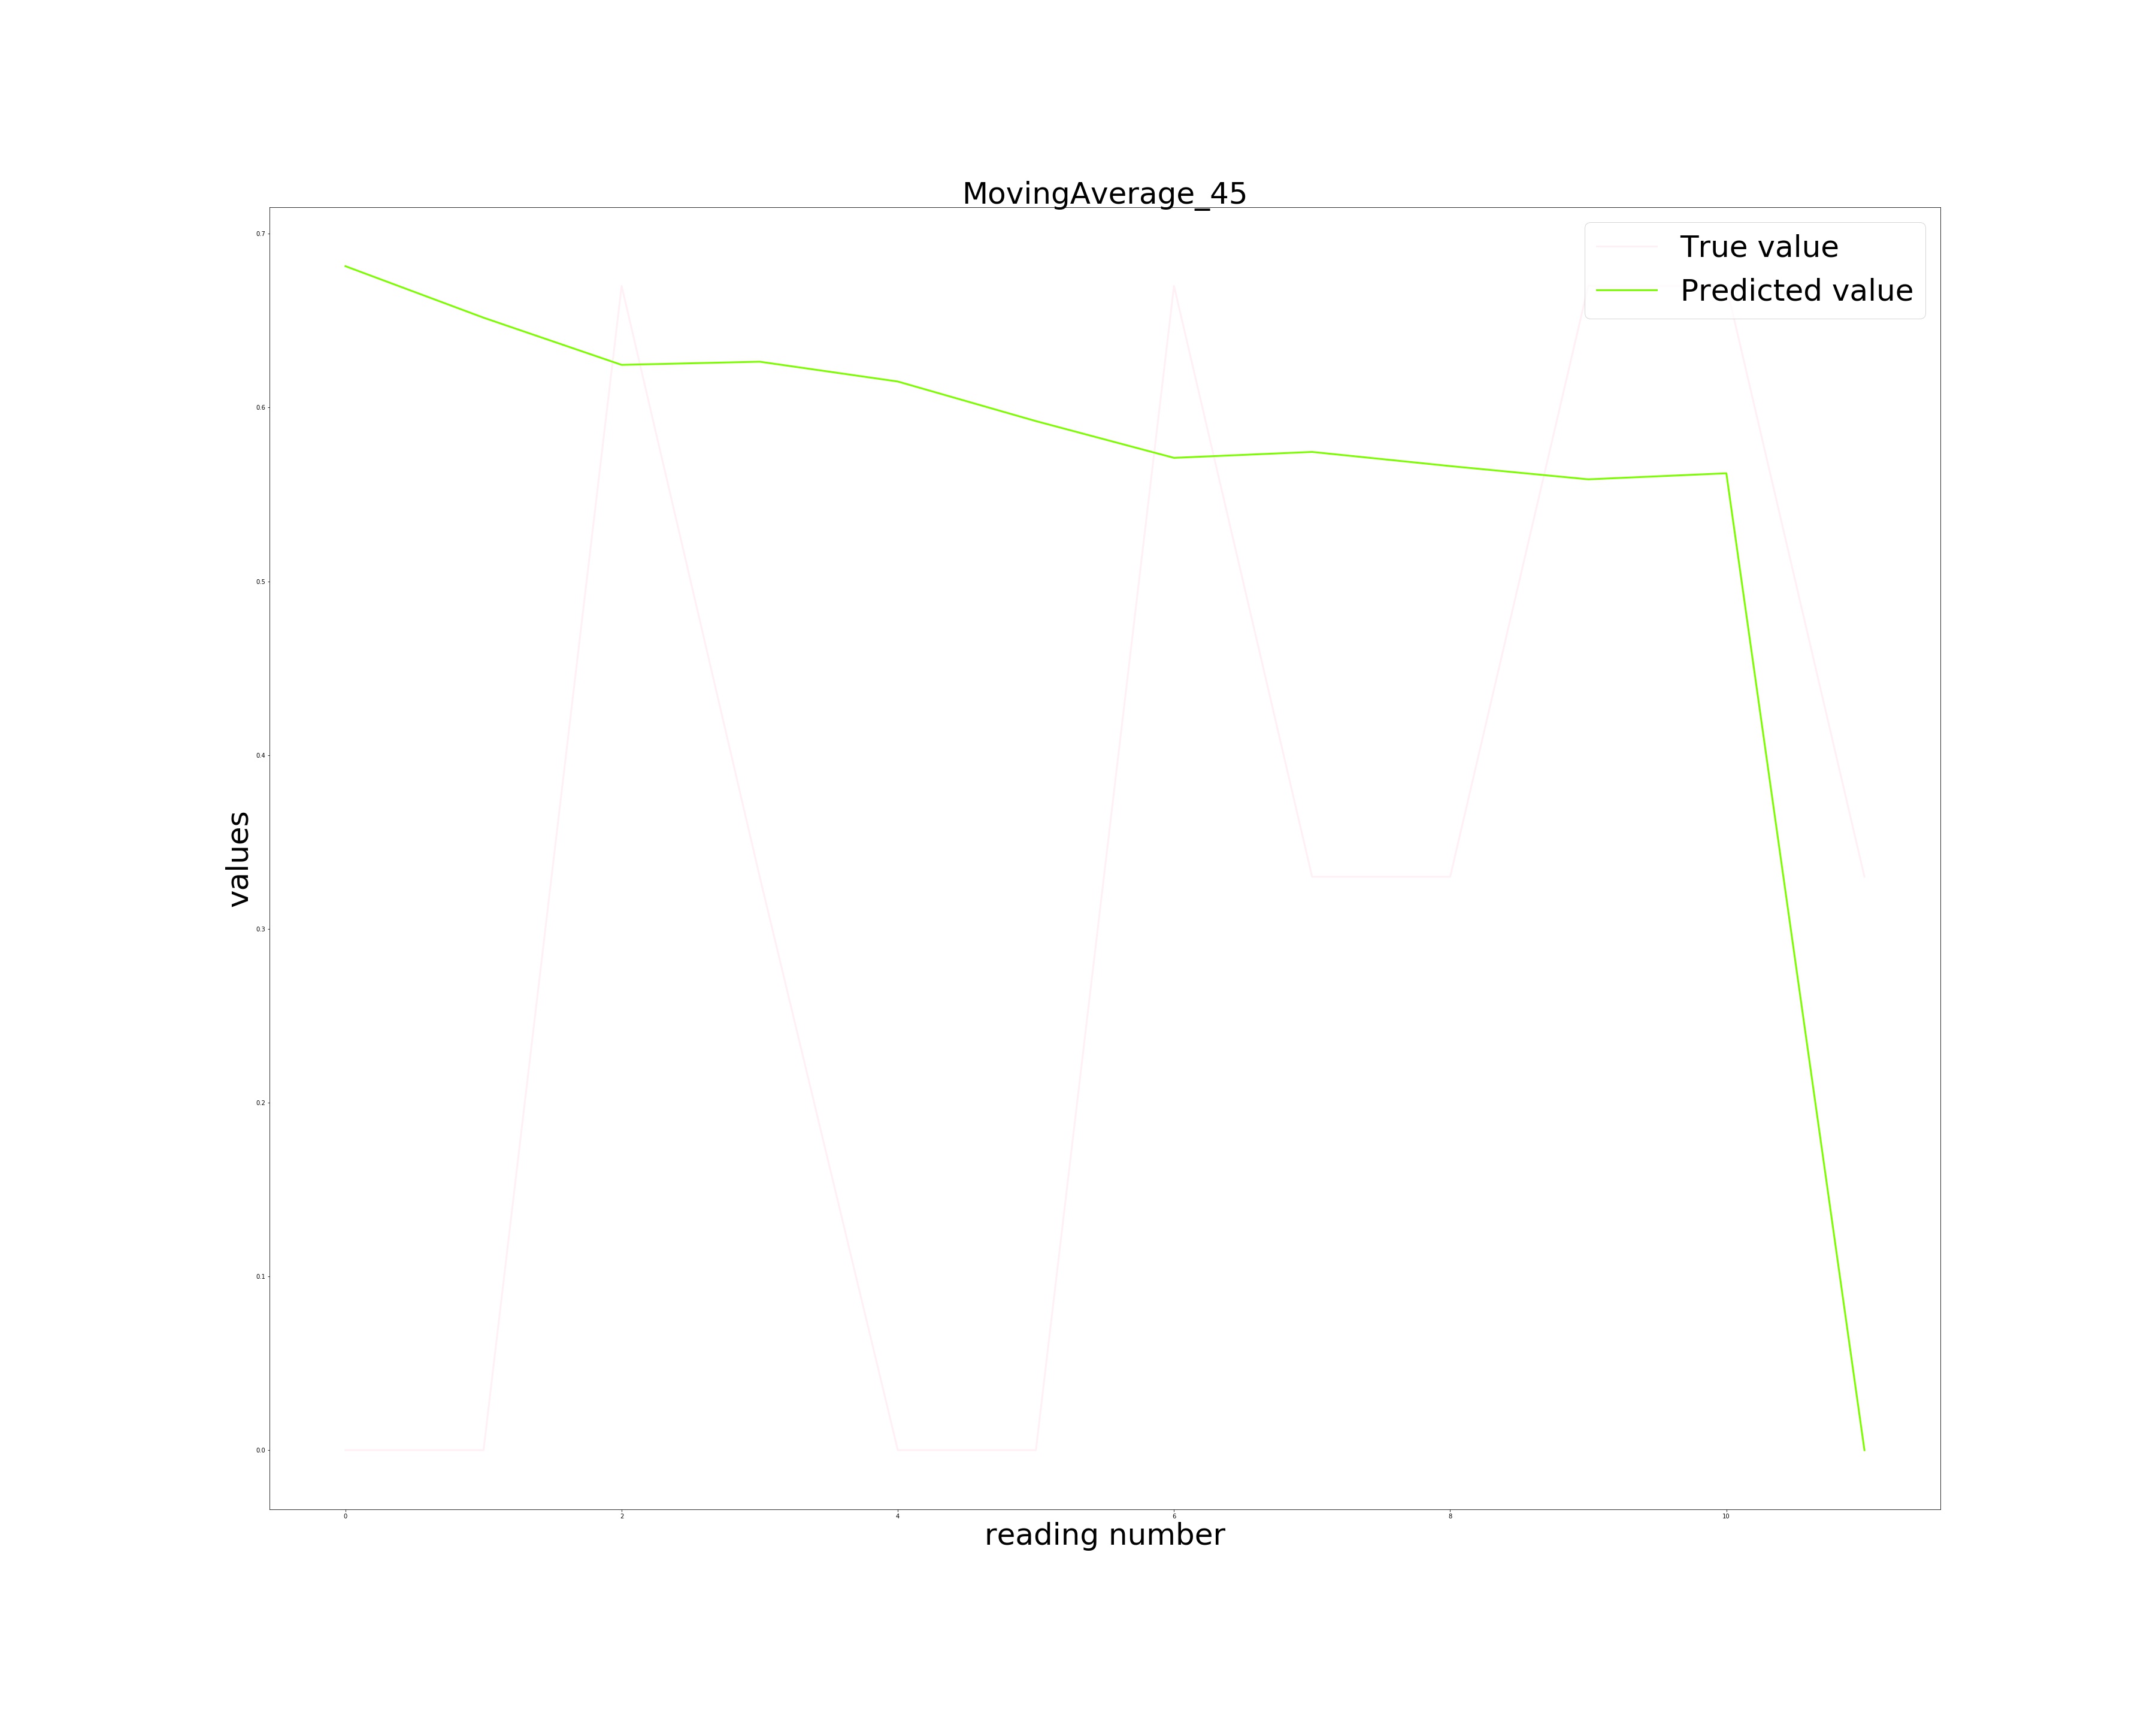 MovingAverage_45
True value
Predicted value
0.7
0.6
0.5
0.4
0.3
0.2
0.1
0.0
values
0 2 4 6 8 10
reading number